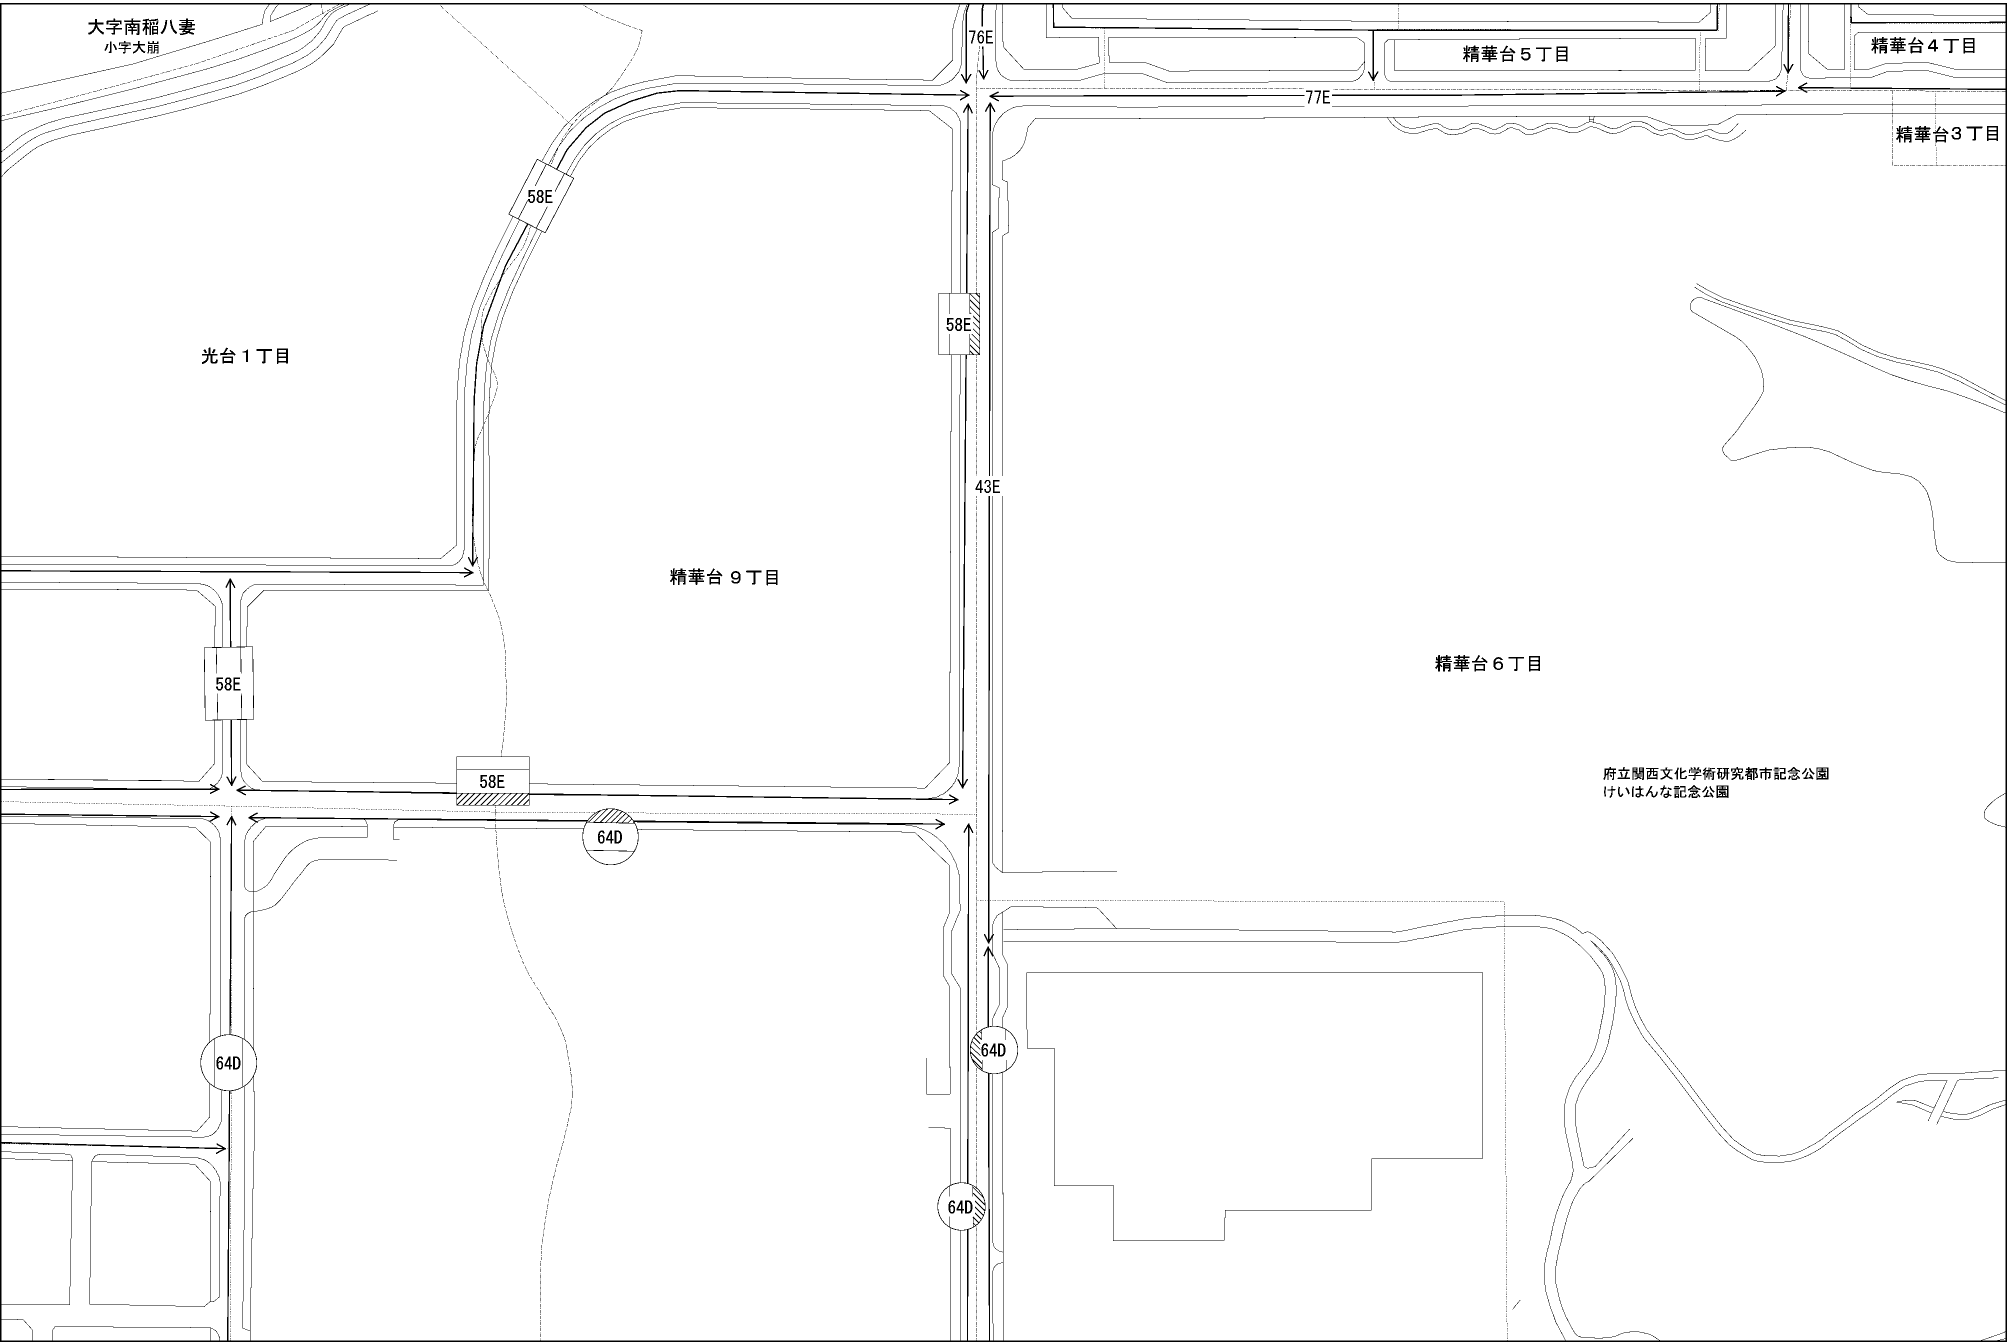 大字南稲八妻
小字大崩
76E
精華台5丁目
精華台4丁目
77E
精華台3丁目
58E
58E
光台1丁目
43E
精華台9丁目
精華台6丁目
58E
58E
府立関西文化学術研究都市記念公園
けいはんな記念公園
64D
64D
64D
64D